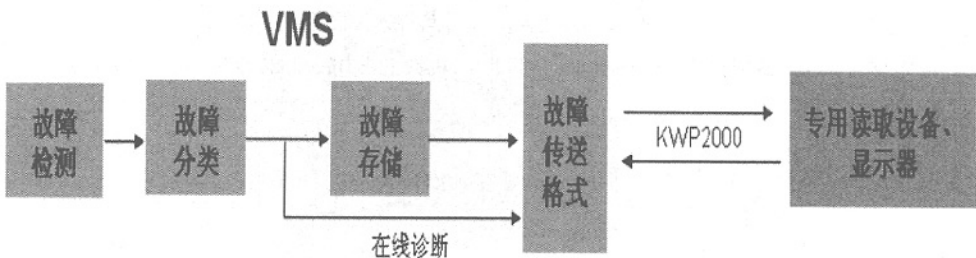 VMS
故障
检测
故障
分类
故障
存储
故障
传送
格式
KWP2000
专用读取设备、
显示器
在线诊断